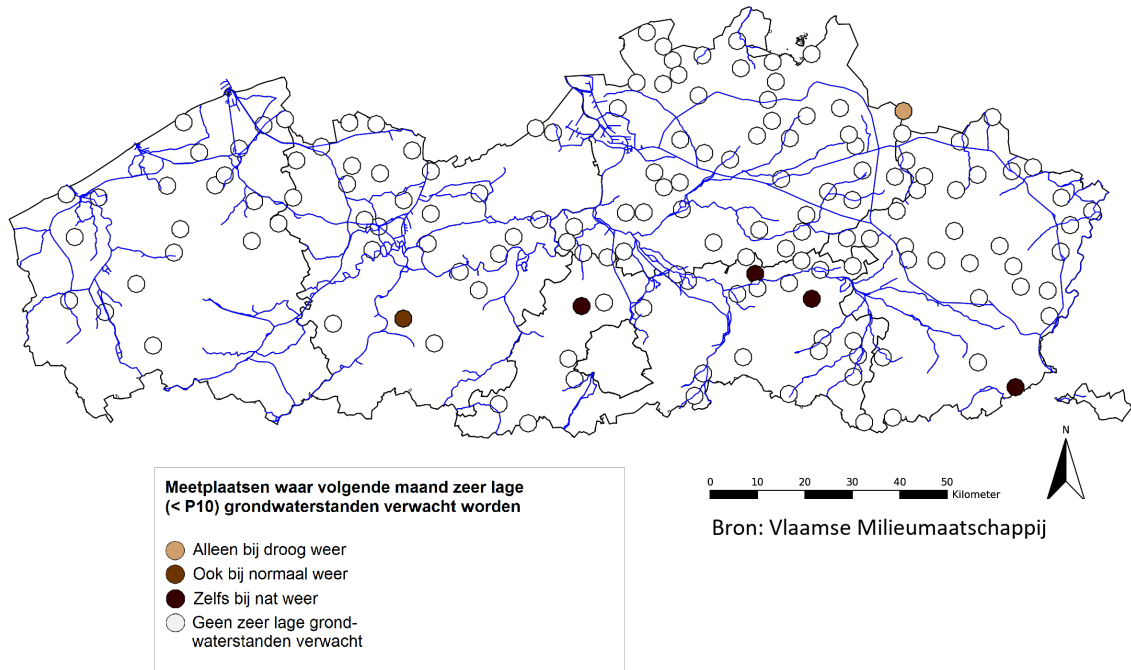 Meetplaatsen waar volgende maand zeer lage
(< P10) grondwaterstanden verwacht worden
Alleen bij droog weer
Ook bij normaal weer
Zelfs bij nat weer
Geen zeer lage grond-
waterstanden verwacht
0 10 20 30 40 50
Kilometer
N
Bron: Vlaamse Milieumaatschappij